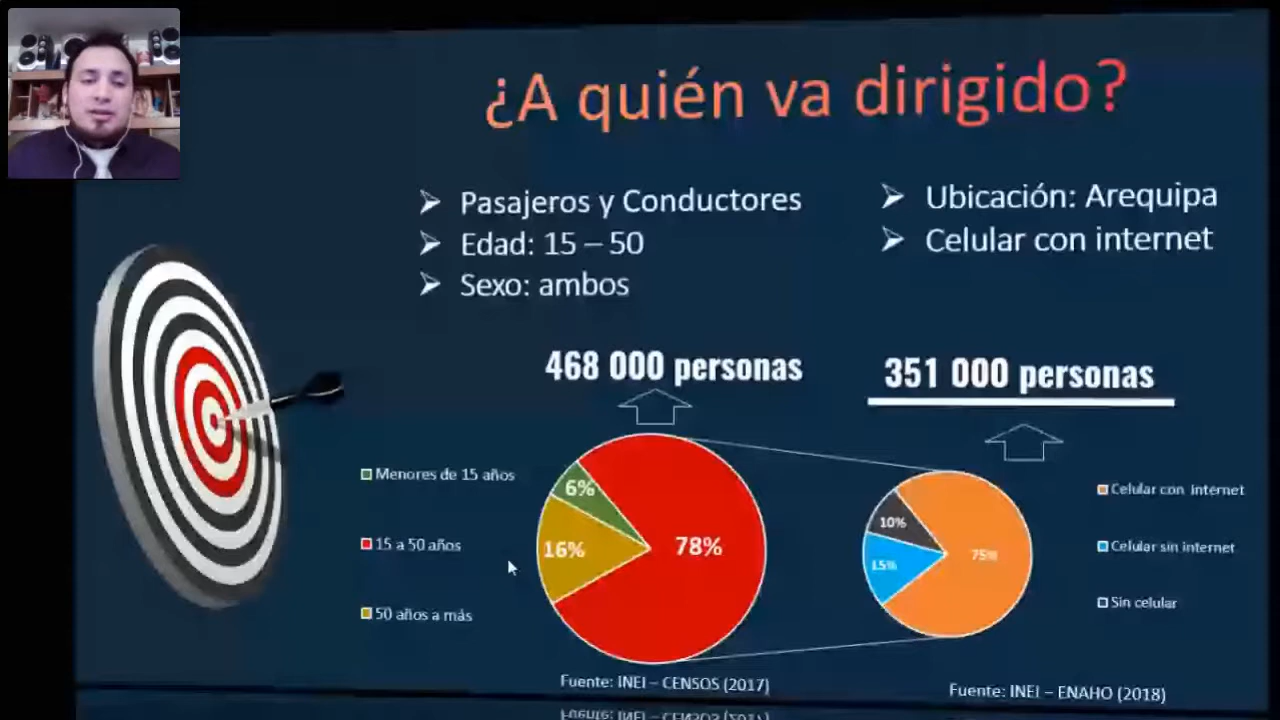 ¿A quién va dirigido?
Pasajeros y Conductores
Edad: 15 – 50
Sexo: ambos
Ubicación: Arequipa
Celular con internet
468 000 personas
351 000 personas
Menores de 15 años
15 a 50 años
50 años a más
6%
16%
78%
10%
15%
75%
Celular con internet
Celular sin internet
Sin celular
Fuente: INEI – CENSOS (2017)
Fuente: INEI – ENAHO (2018)